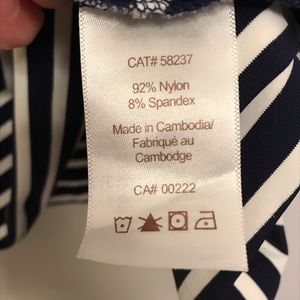 CAT# 58237
92% Nylon
8% Spandex
Made in Cambodia/
Fabriqué au
Cambodge
CA# 00222